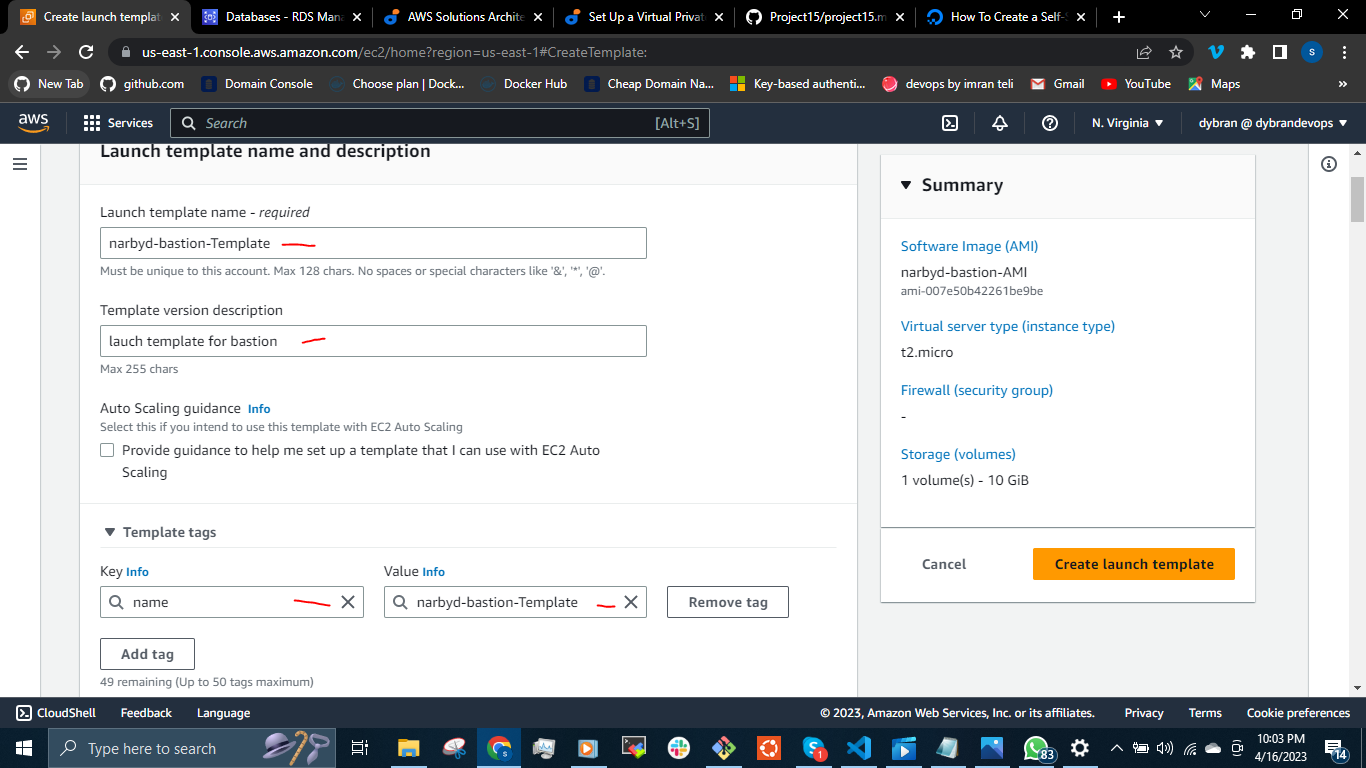 Create launch templat
Databases - RDS Man
AWS Solutions Archite
Set Up a Virtual Privat
Project15/project15.m
How To Create a Self-S
us-east-1.console.aws.amazon.com/ec2/home?region=us-east-1#CreateTemplate:
S
New Tab
github.com
Domain Console
Choose plan | Dock...
Docker Hub
Cheap Domain Na...
Key-based authenti...
devops by imran teli
Gmail
YouTube
Maps
»
aws
Services
Search
[Alt+S]
N. Virginia
dybran @ dybrandevops
Launch template name and description
Launch template name - required
narbyd-bastion-Template
Must be unique to this account. Max 128 chars. No spaces or special characters like '&', '*', '@'.
Template version description
lauch template for bastion
Max 255 chars
Auto Scaling guidance Info
Select this if you intend to use this template with EC2 Auto Scaling
Provide guidance to help me set up a template that I can use with EC2 Auto
Scaling
Template tags
Key Info
Value Info
name
narbyd-bastion-Template
Remove tag
Add tag
49 remaining (Up to 50 tags maximum)
Summary
Software Image (AMI)
narbyd-bastion-AMI
ami-007e50b42261be9be
Virtual server type (instance type)
t2.micro
Firewall (security group)
-
Storage (volumes)
1 volume(s) - 10 GiB
Cancel
Create launch template
CloudShell
Feedback
Language
© 2023, Amazon Web Services, Inc. or its affiliates.
Privacy
Terms
Cookie preferences
Type here to search
1
83
10:03 PM
4/16/2023
14